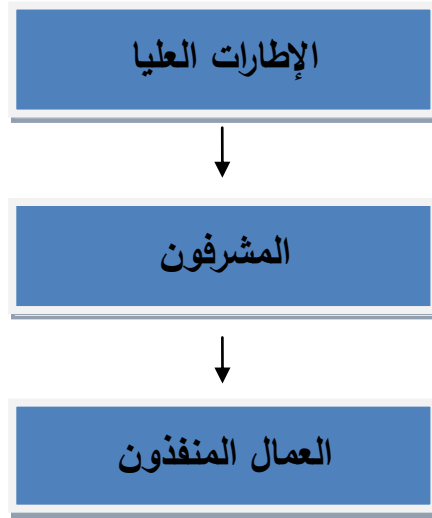 الإطارات العليا
المشرفون
العمال المنفذون